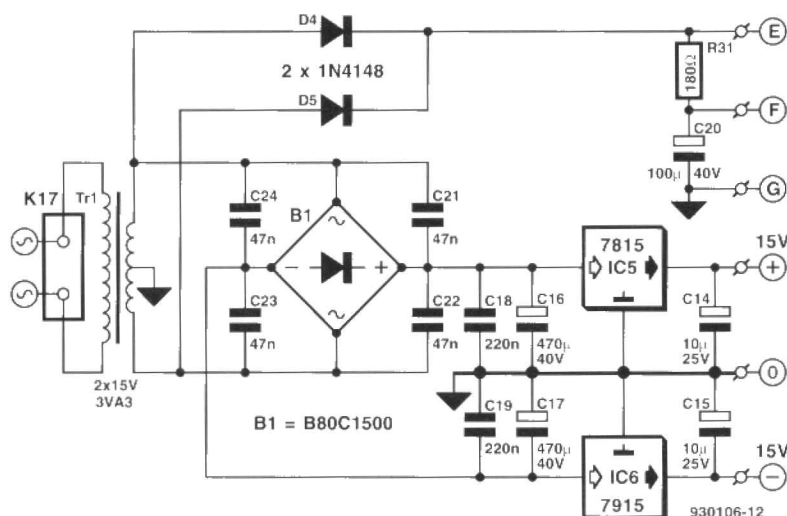 D4
E
R31
2 x 1N4148
180Ω
D5
F
C20
100µ 40V
K17
Tr1
C24
C21
B1
G
47n
47n
~
7815
15V
− +
IC5
+
C23
C22
C18
C16
C14
47n
47n
~
220n
470µ
40V
10µ
25V
0
2x15V
3VA3
C19
C17
C15
B1 = B80C1500
220n
470µ
40V
10µ
25V
15V
IC6
−
7915
930106-12